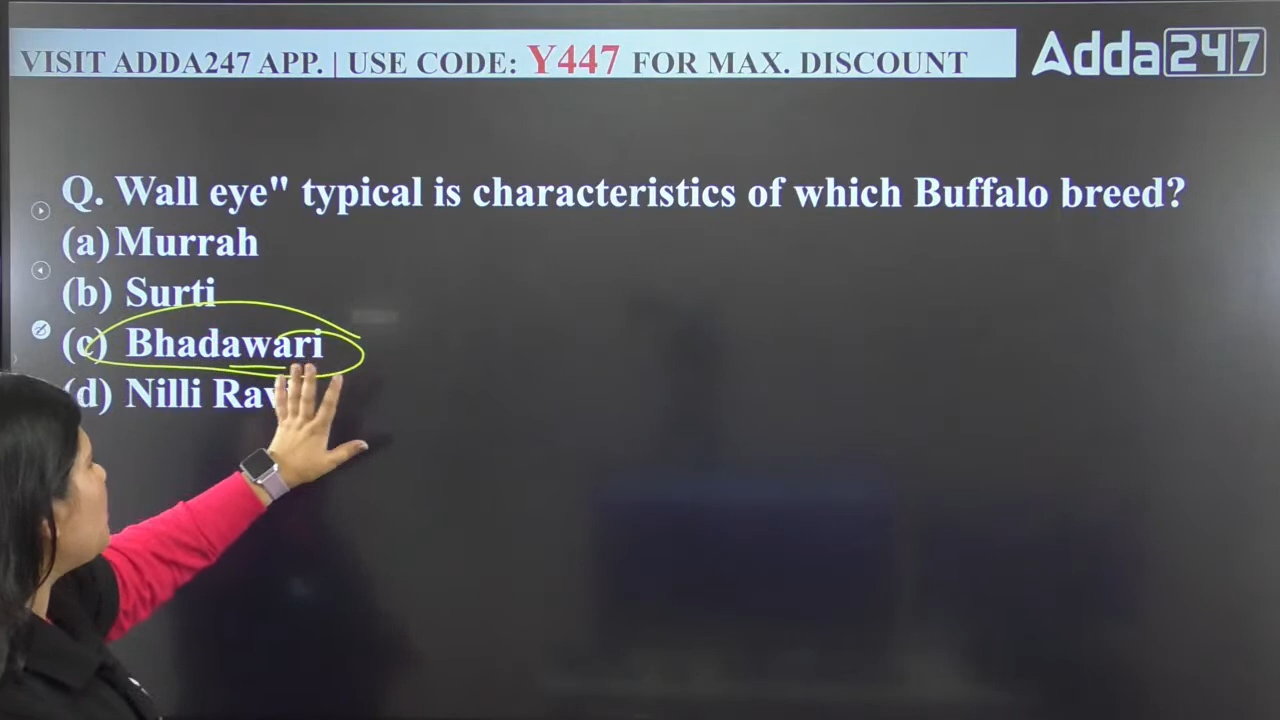 VISIT ADDA247 APP. | USE CODE: Y447 FOR MAX. DISCOUNT
Adda247
Q. Wall eye" typical is characteristics of which Buffalo breed?
(a) Murrah
(b) Surti
(c) Bhadawari
(d) Nilli